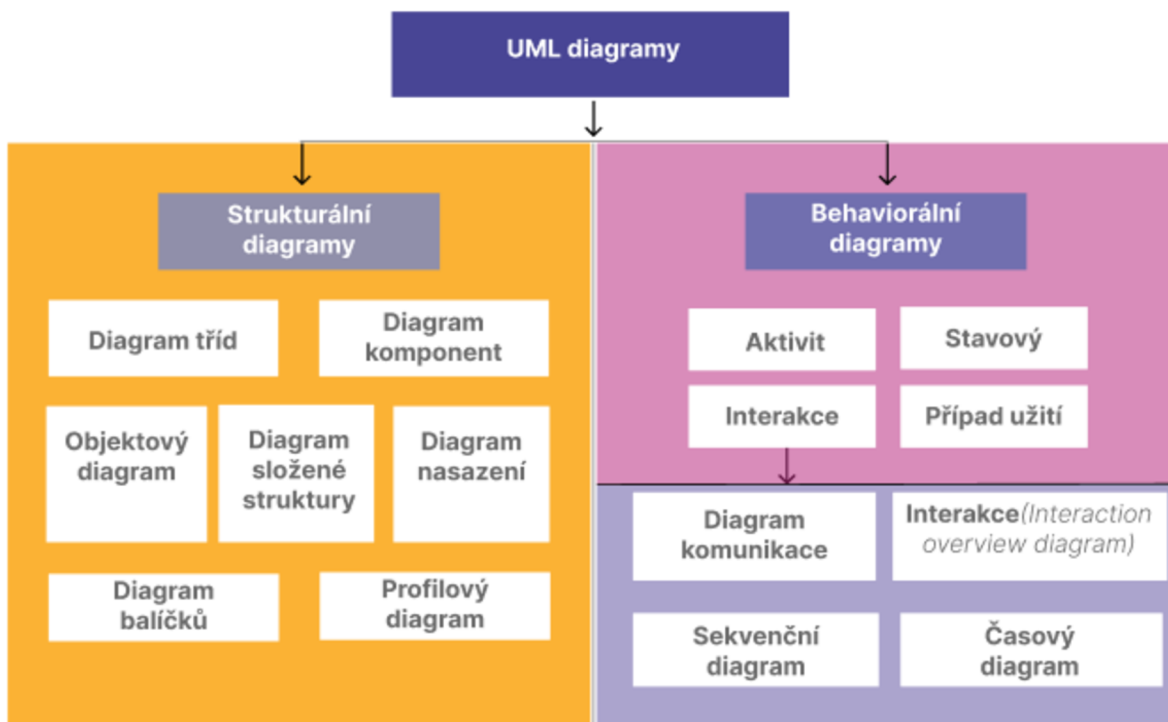 UML diagramy
Strukturální
diagramy
Diagram tříd
Diagram
komponent
Objektový
diagram
Diagram
složené
struktury
Diagram
nasazení
Diagram
balíčků
Profilový
diagram
Behaviorální
diagramy
Aktivit
Stavový
Interakce
Případ užití
Diagram
komunikace
Interakce(Interaction
overview diagram)
Sekvenční
diagram
Časový
diagram